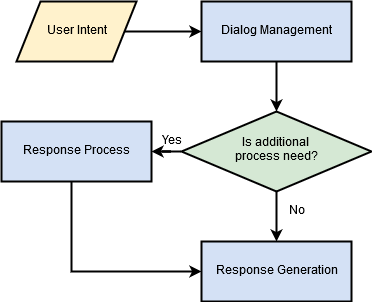 User Intent
Dialog Management
Is additional
process need?
Yes
Response Process
No
Response Generation